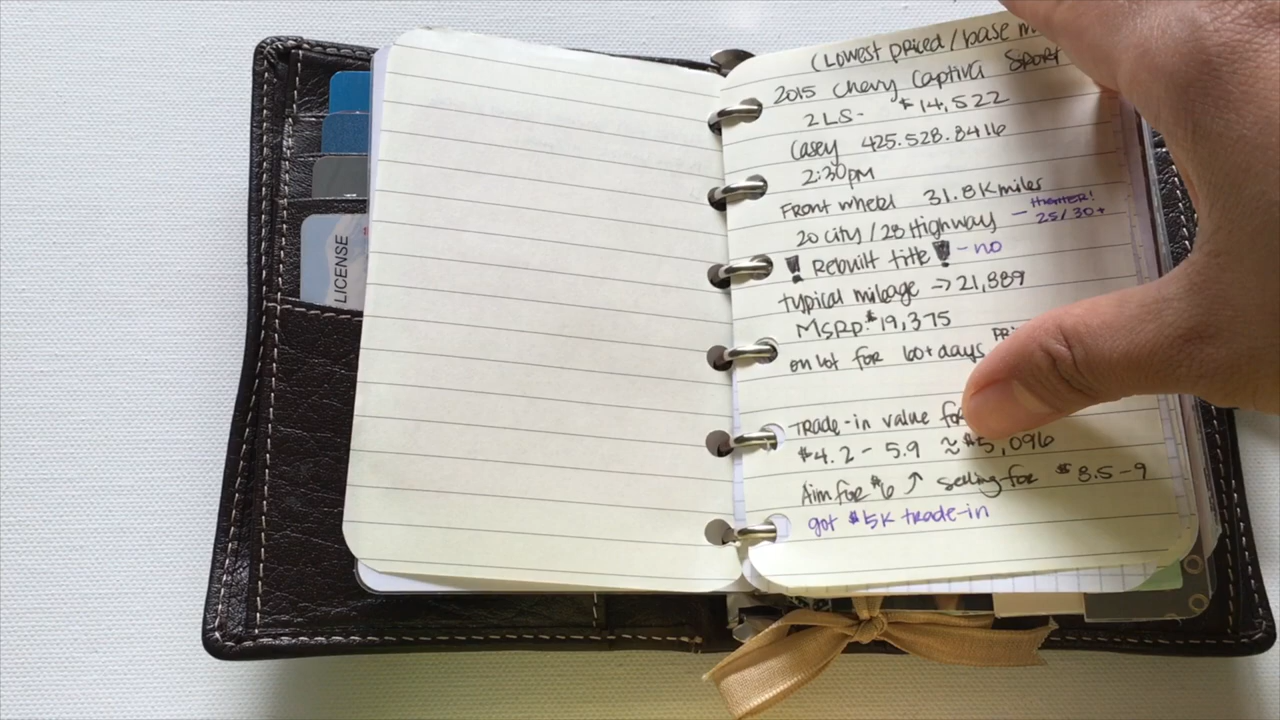 LICENSE
(Lowest priced / base
2015 Chevy Captiva Sport
2LS - $14,522
Casey 425.528.8416
2:30pm
Front wheel 31.8K miles
20 city / 28 Highway - thanter!
25/30+
! Rebuilt title! - no
typical mileage -> 21,889
MSRP: $19,375
on lot for 60+ days
Trade-in value for
$4.2 - 5.9 ≈ $5,096
Aim for $6 ↑ selling for $8.5-9
got $5K trade-in